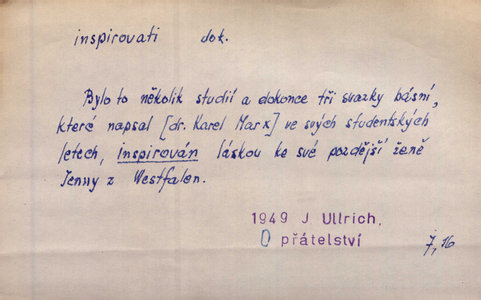 inspirovati dok.
Bylo to několik studií a dokonce tři svazky básní,
které napsal [dr. Karel Marx] ve svých studentských
letech, inspirován láskou ke své pozdější ženě
Jenny z Westfalen.
1949 J Ullrich,
O přátelství
7,16